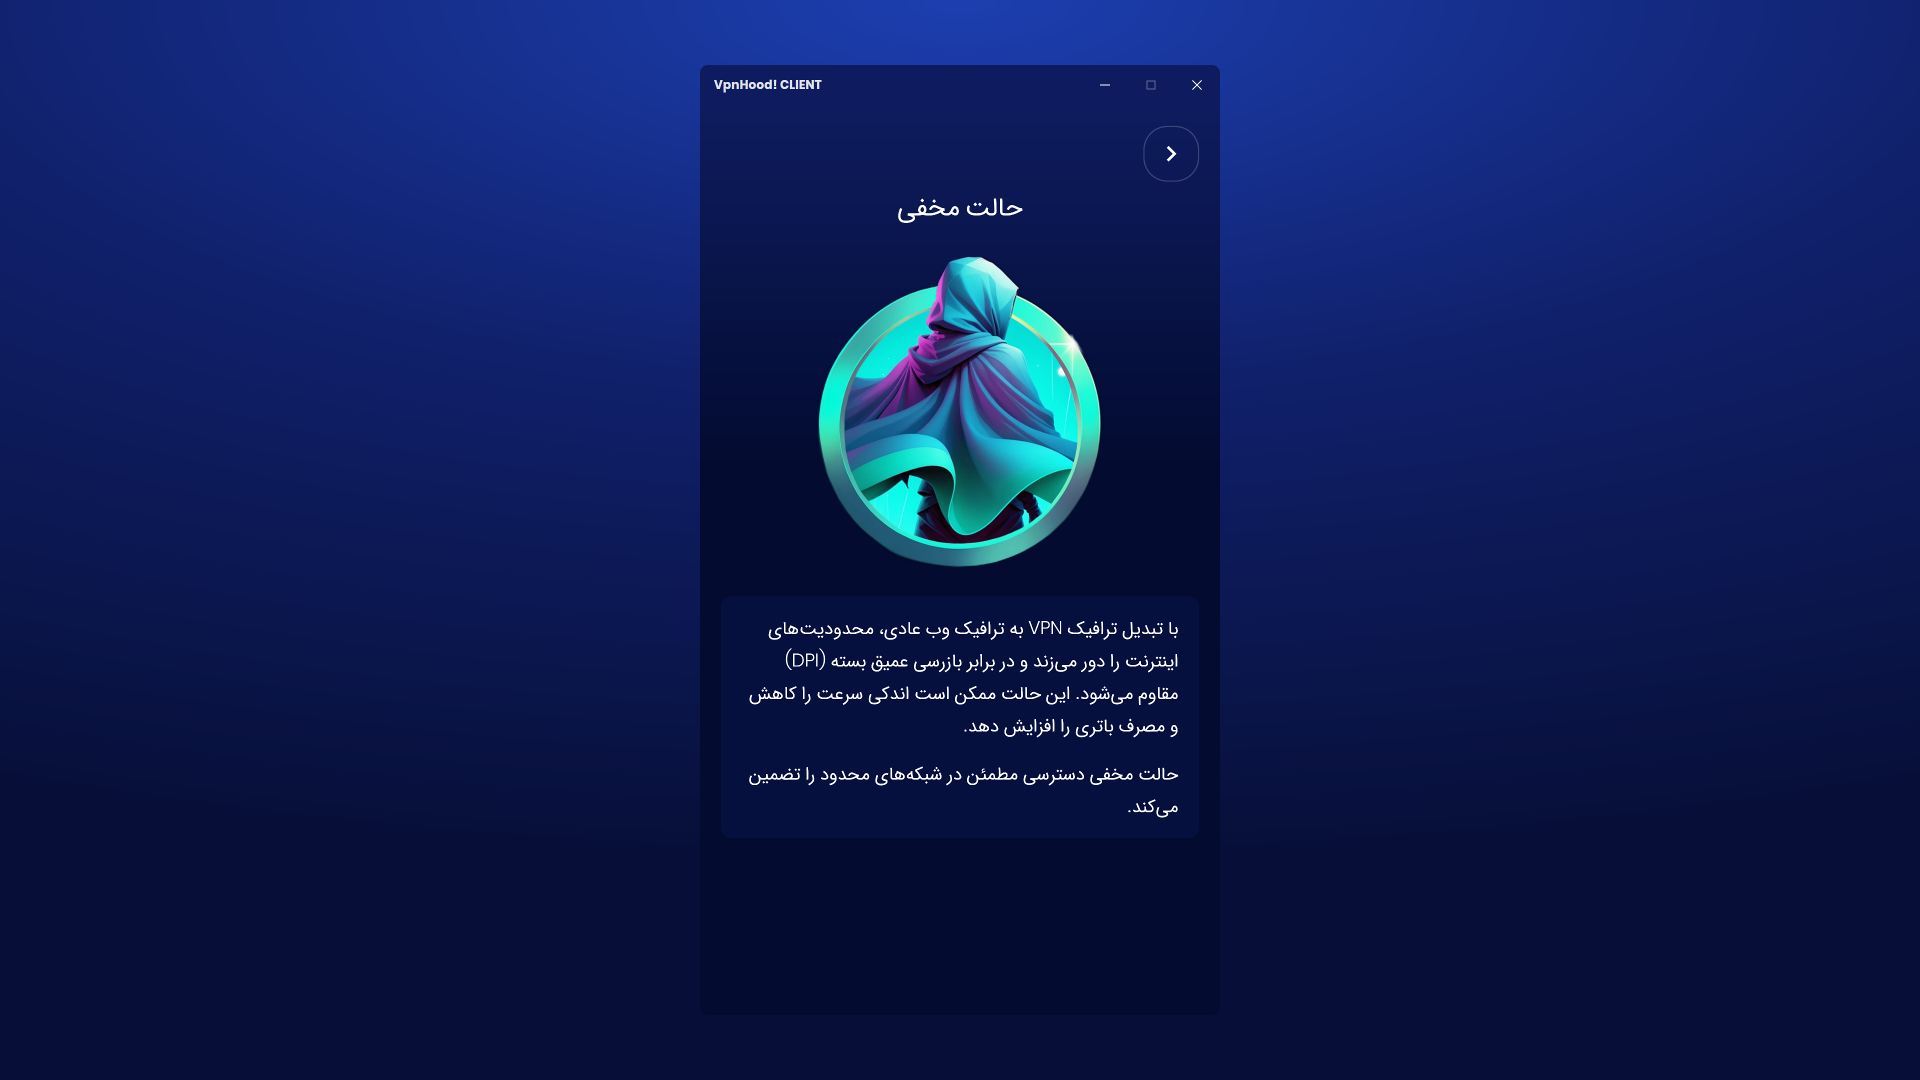 VpnHood! CLIENT
حالت مخفی
با تبدیل ترافیک VPN به ترافیک وب عادی، محدودیت‌های
اینترنت را دور می‌زند و در برابر بازرسی عمیق بسته (DPI)
مقاوم می‌شود. این حالت ممکن است اندکی سرعت را کاهش
و مصرف باتری را افزایش دهد.
حالت مخفی دسترسی مطمئن در شبکه‌های محدود را تضمین
می‌کند.